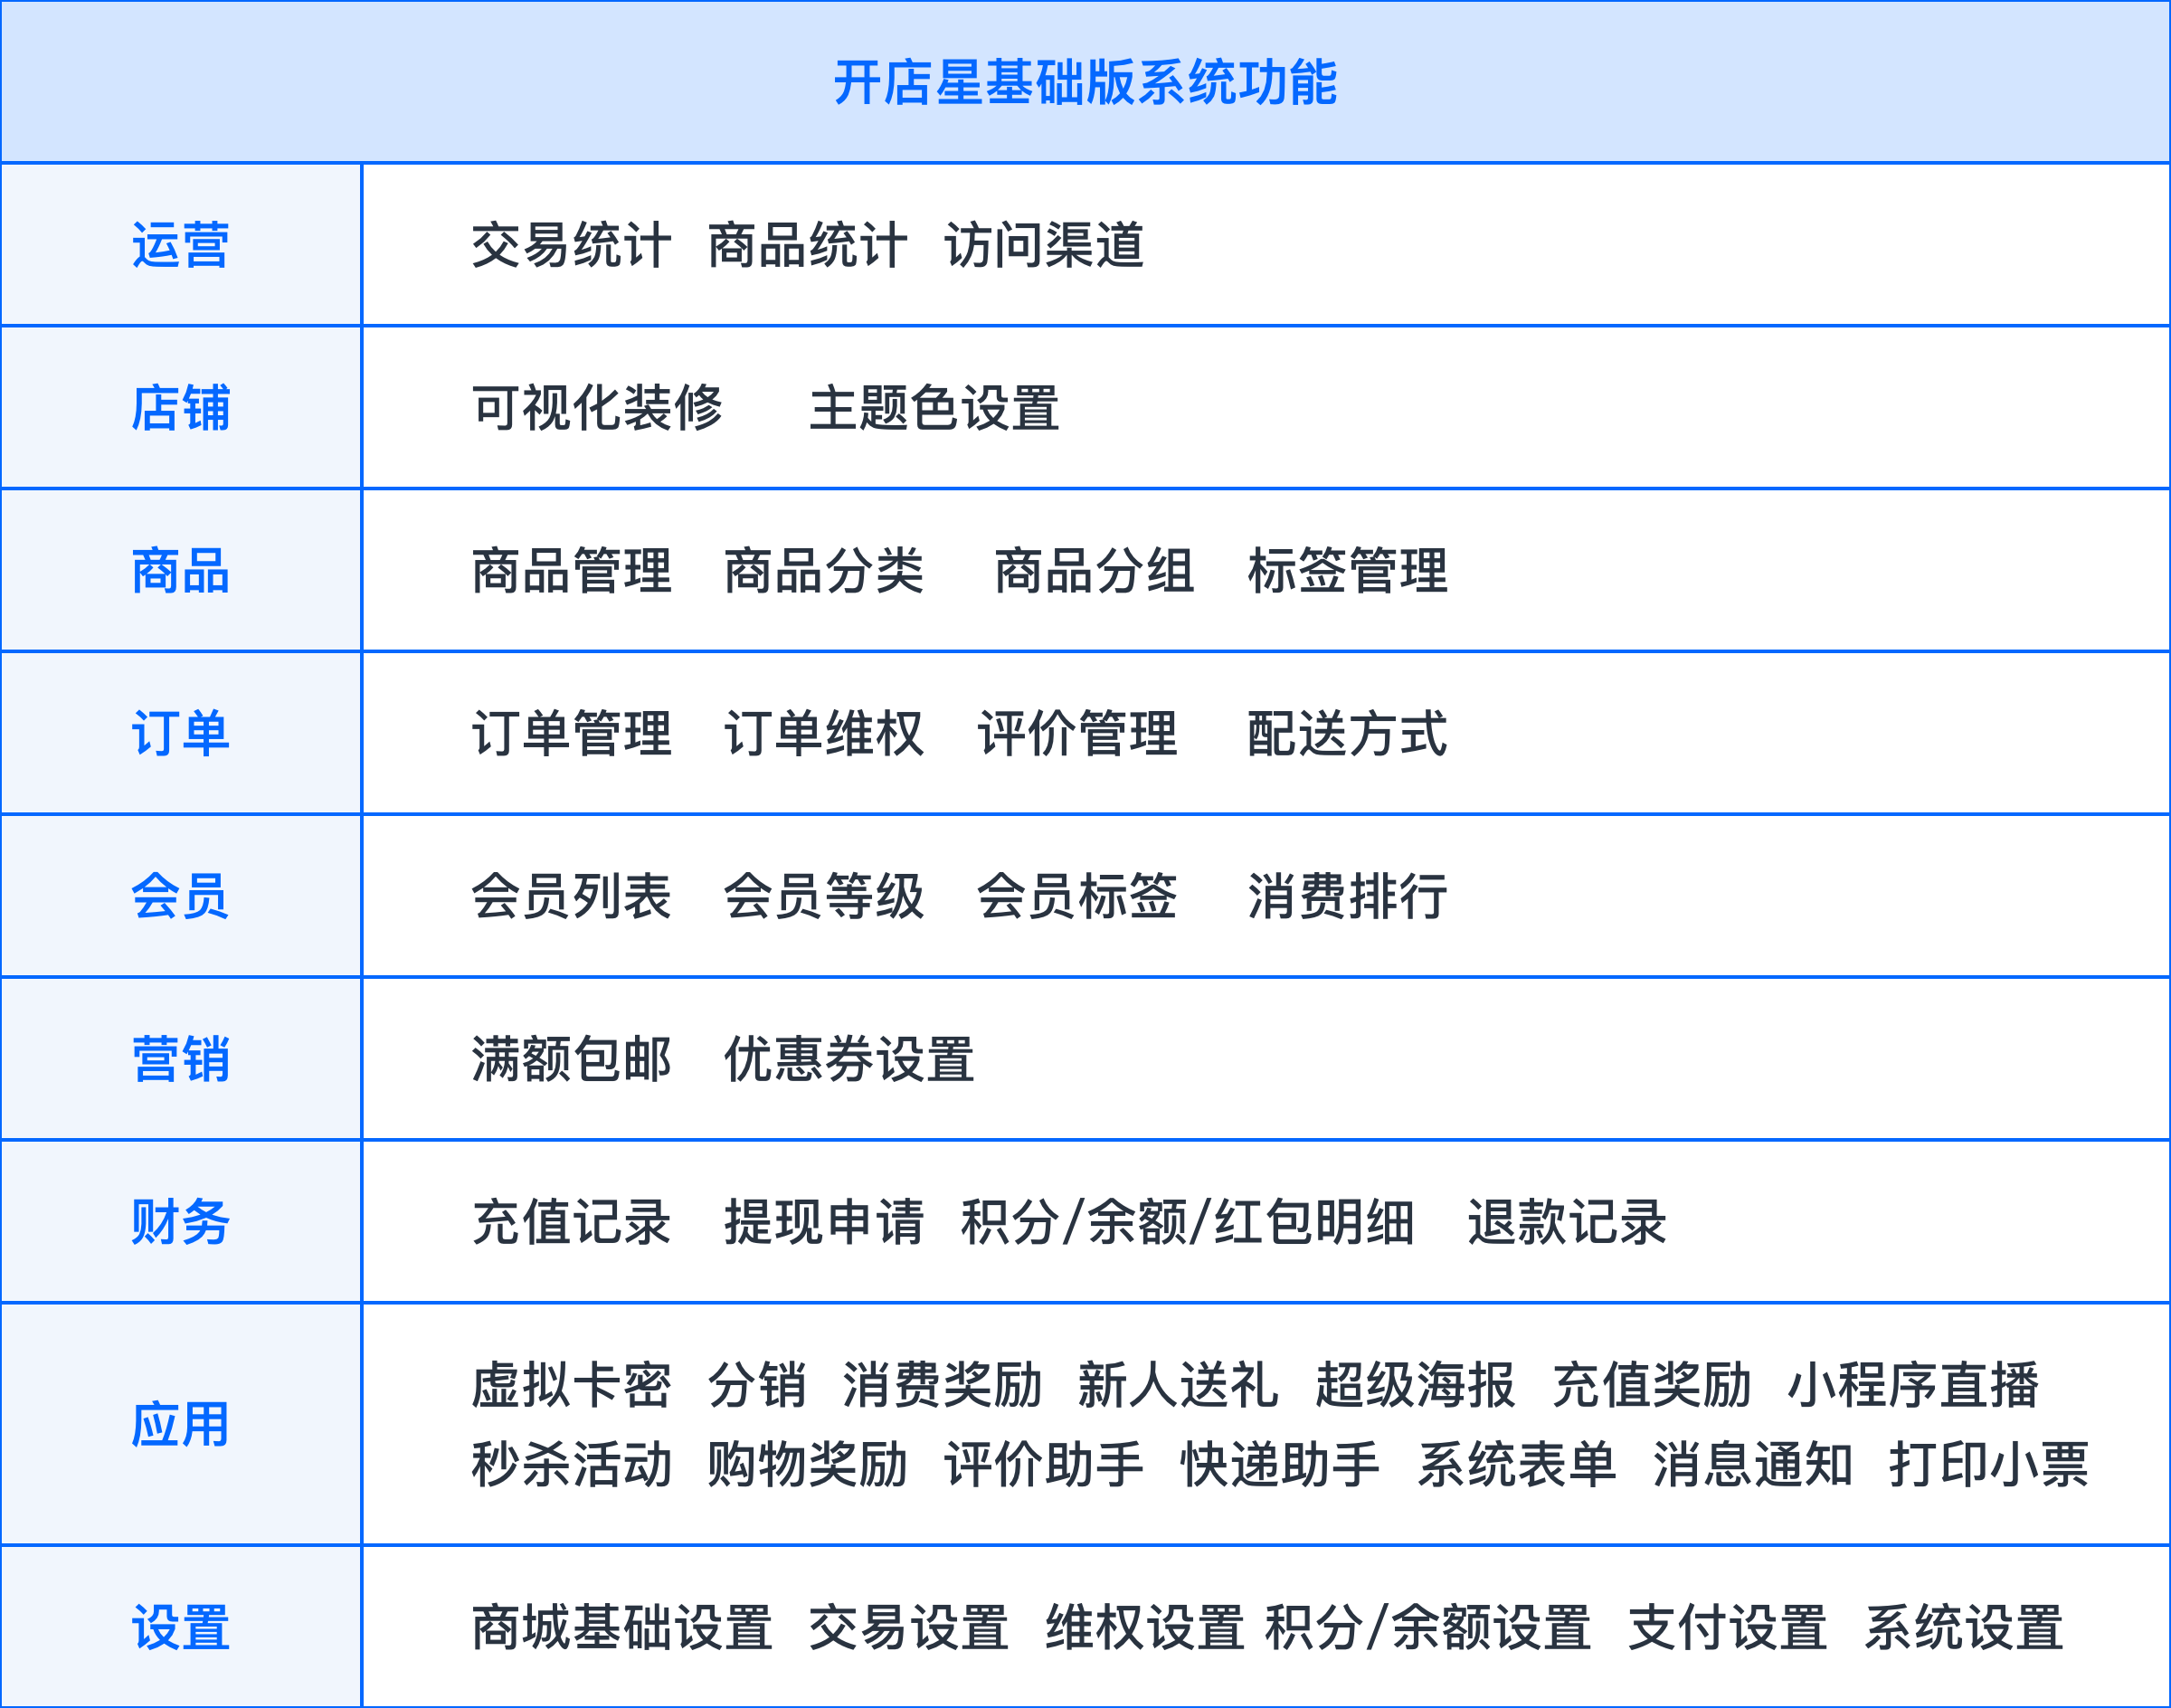 开店星基础版系统功能
运营 交易统计 商品统计 访问渠道
店铺 可视化装修 主题色设置
商品 商品管理 商品分类 商品分组 标签管理
订单 订单管理 订单维权 评价管理 配送方式
会员 会员列表 会员等级 会员标签 消费排行
营销 满额包邮 优惠券设置
财务 充值记录 提现申请 积分/余额/红包明细 退款记录
应用 虚拟卡密 分销 消费奖励 新人送礼 超级海报 充值奖励 小程序直播
秒杀活动 购物奖励 评价助手 快递助手 系统表单 消息通知 打印小票
设置 商城基础设置 交易设置 维权设置 积分/余额设置 支付设置 系统设置